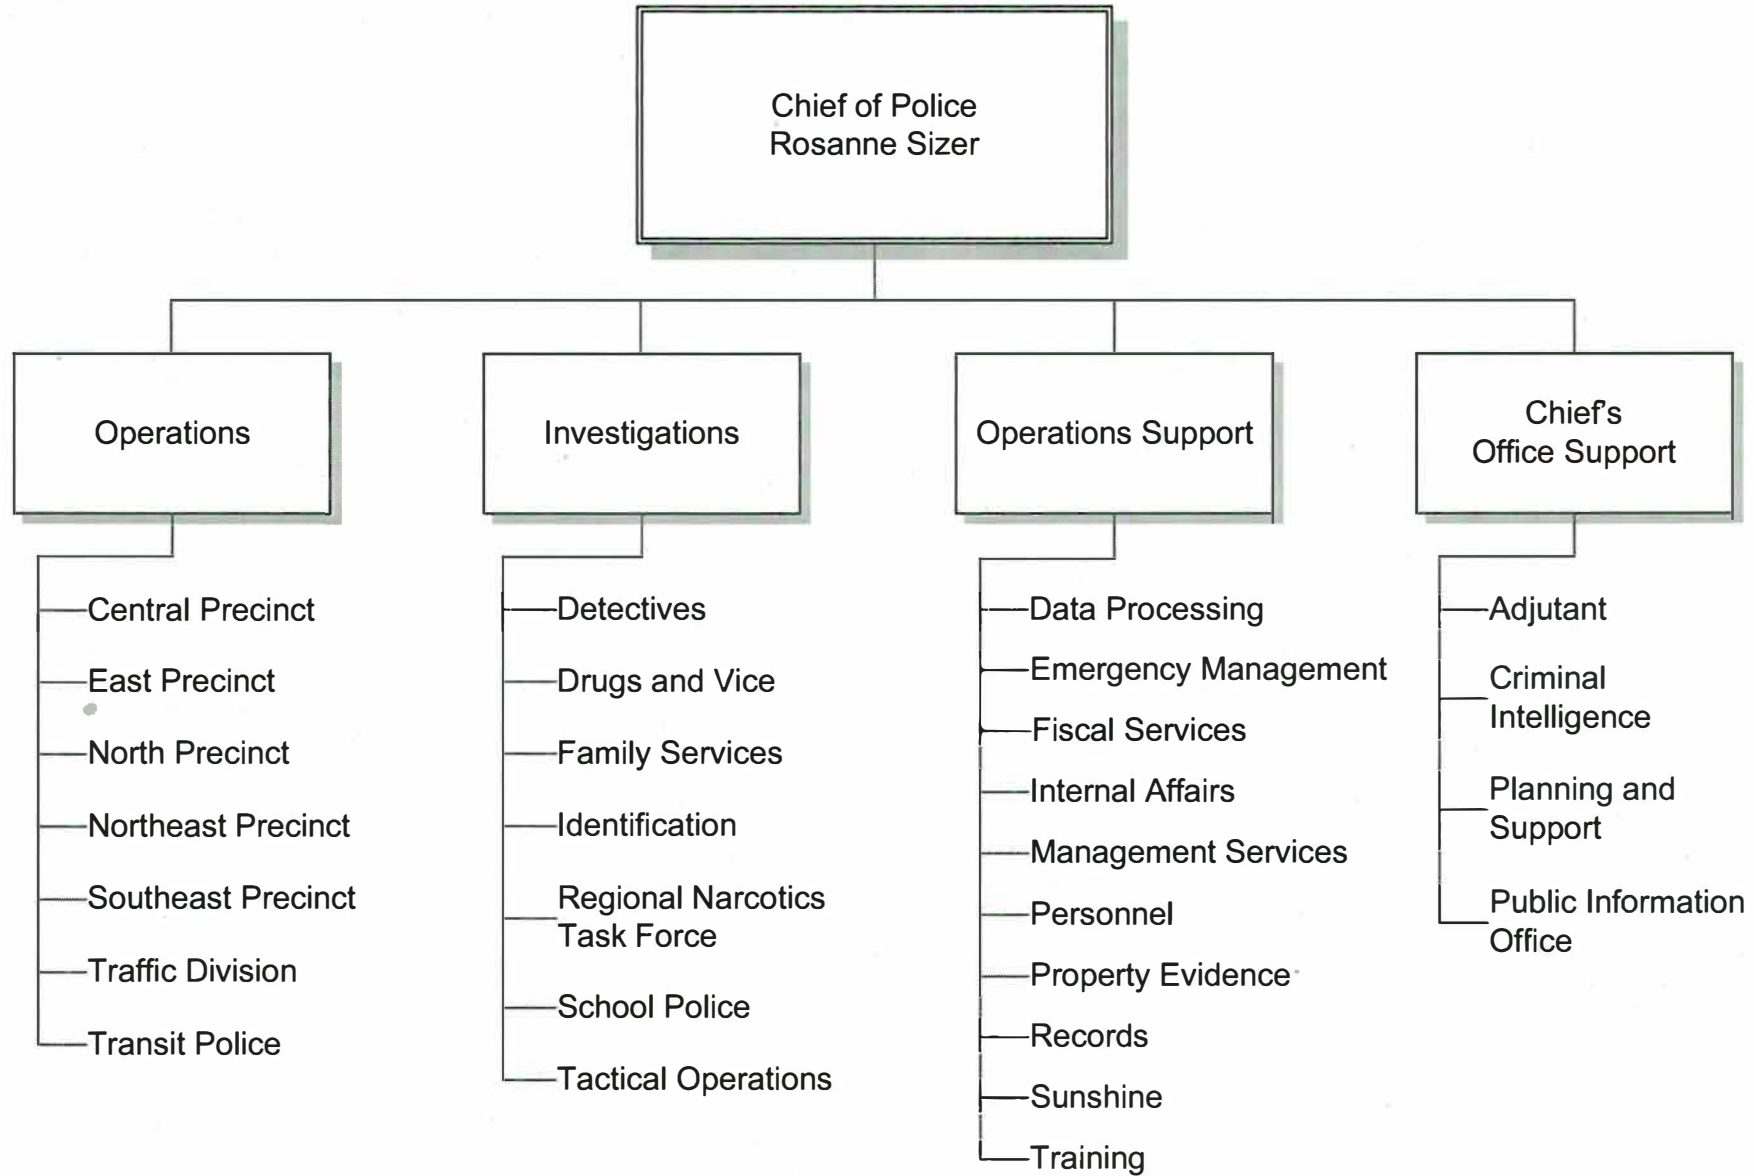 Chief of Police
Rosanne Sizer
Operations
Investigations
Operations Support
Chief's
Office Support
Central Precinct
East Precinct
North Precinct
Northeast Precinct
Southeast Precinct
Traffic Division
Transit Police
Detectives
Drugs and Vice
Family Services
Identification
Regional Narcotics
Task Force
School Police
Tactical Operations
Data Processing
Emergency Management
Fiscal Services
Internal Affairs
Management Services
Personnel
Property Evidence
Records
Sunshine
Training
Adjutant
Criminal
Intelligence
Planning and
Support
Public Information
Office